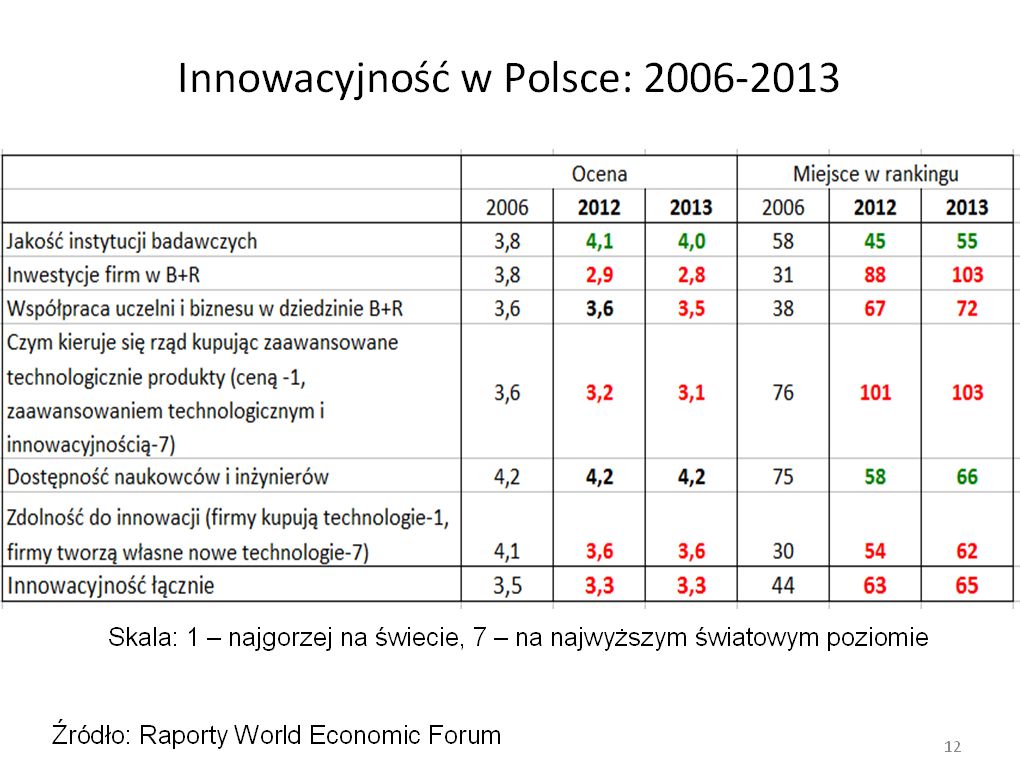 Innowacyjność w Polsce: 2006-2013
Ocena Miejsce w rankingu
2006 2012 2013 2006 2012 2013
Jakość instytucji badawczych 3,8 4,1 4,0 58 45 55
Inwestycje firm w B+R 3,8 2,9 2,8 31 88 103
Współpraca uczelni i biznesu w dziedzinie B+R 3,6 3,6 3,5 38 67 72
Czym kieruje się rząd kupując zaawansowane
technologicznie produkty (ceną -1,
zaawansowaniem technologicznym i
innowacyjnością-7) 3,6 3,2 3,1 76 101 103
Dostępność naukowców i inżynierów 4,2 4,2 4,2 75 58 66
Zdolność do innowacji (firmy kupują technologie-1,
firmy tworzą własne nowe technologie-7) 4,1 3,6 3,6 30 54 62
Innowacyjność łącznie 3,5 3,3 3,3 44 63 65
Skala: 1 – najgorzej na świecie, 7 – na najwyższym światowym poziomie
Źródło: Raporty World Economic Forum
12